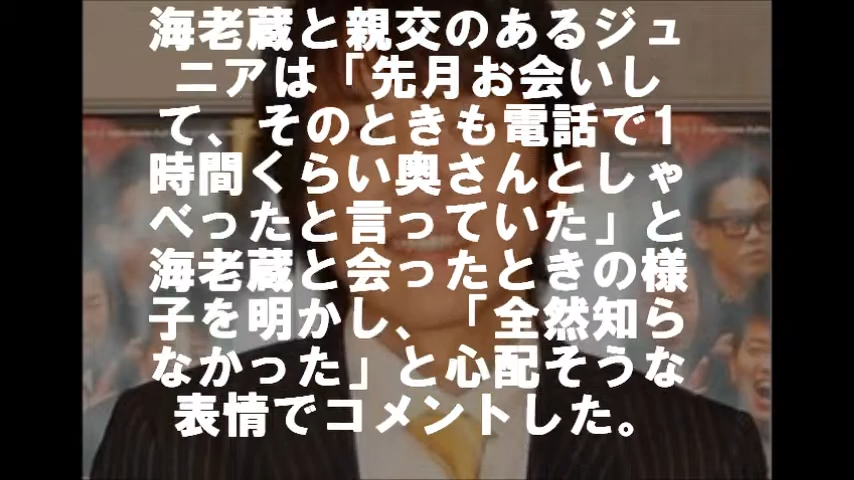 海老蔵と親交のあるジュ
ニアは「先月お会いし
て、そのときも電話で1
時間くらい奥さんとしゃ
べったと言っていた」と
海老蔵と会ったときの様
子を明かし、「全然知ら
なかった」と心配そうな
表情でコメントした。